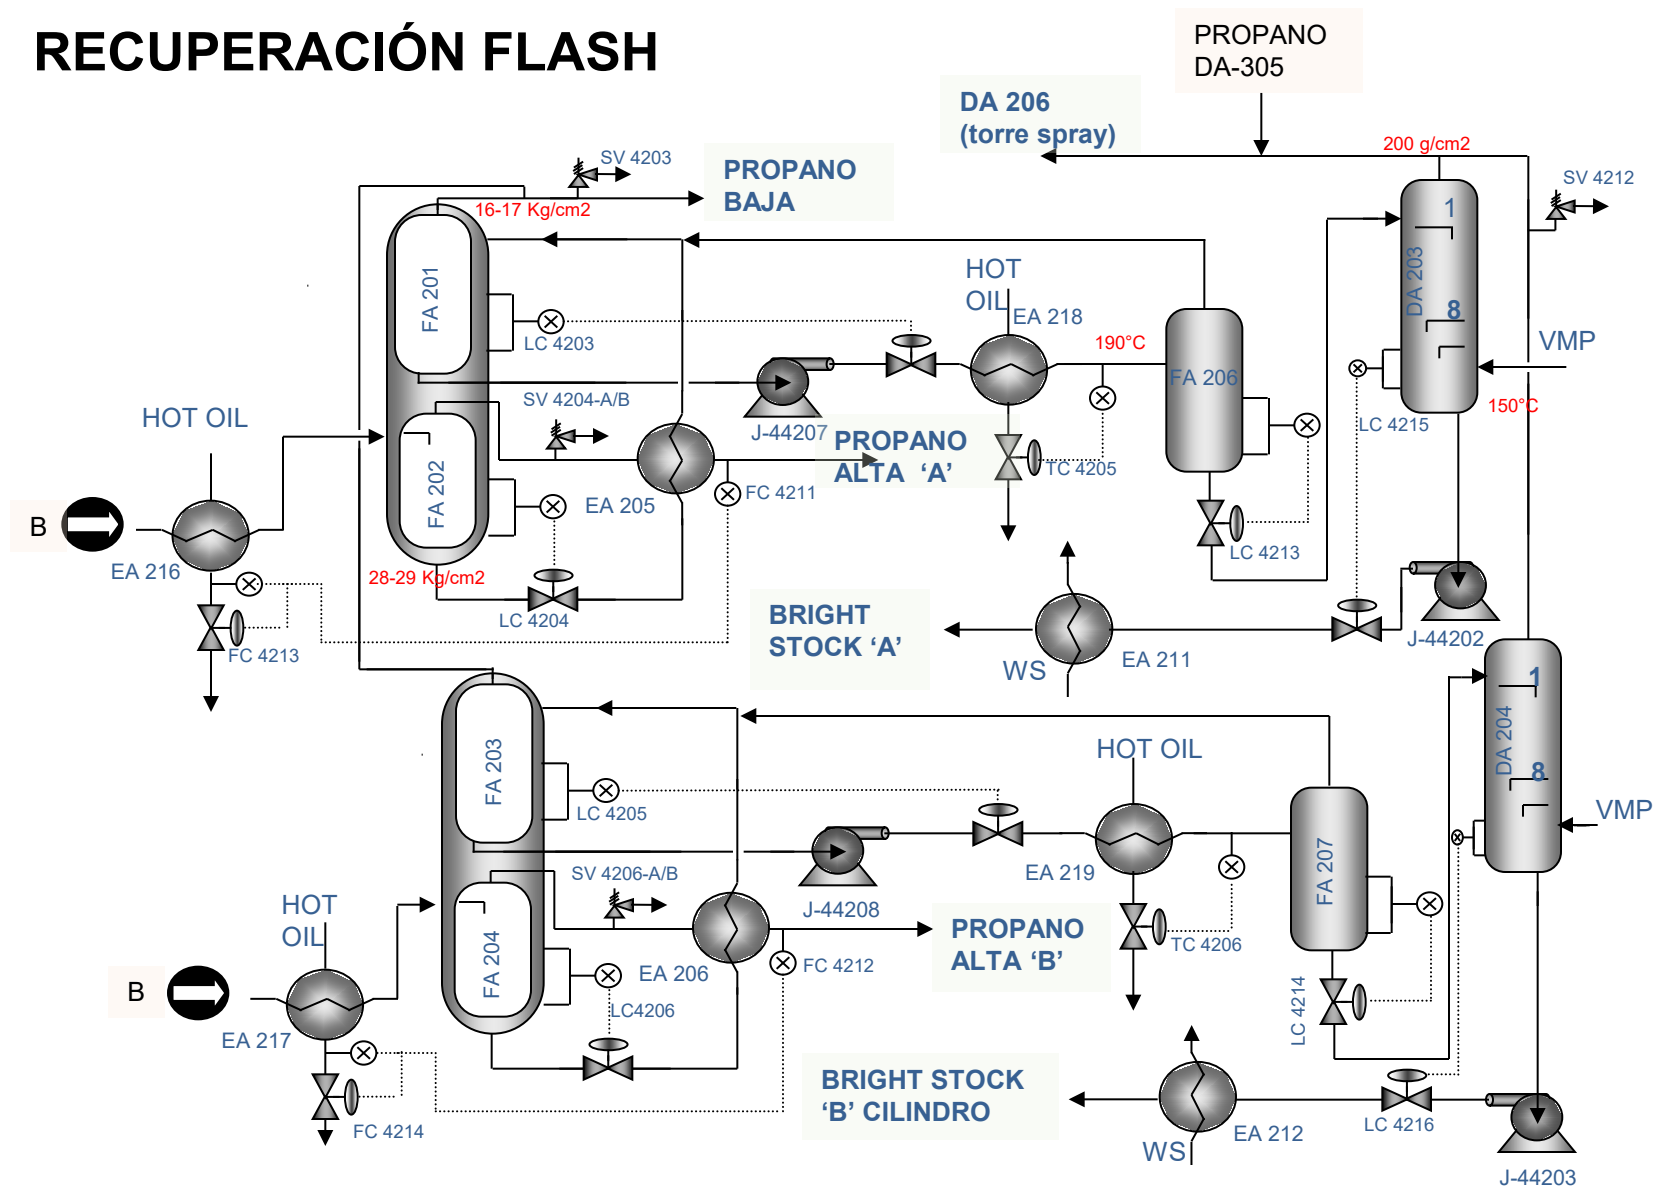 RECUPERACIÓN FLASH
PROPANO
DA-305
DA 206
(torre spray)
200 g/cm2
SV 4203
PROPANO
BAJA
SV 4212
16-17 Kg/cm2
1
DA 203
8
FA 201
HOT
OIL
EA 218
LC 4203
190°C
VMP
FA 206
SV 4204-A/B
150°C
HOT OIL
J-44207
LC 4215
PROPANO
ALTA ‘A’
TC 4205
FA 202
EA 205
FC 4211
B
LC 4213
EA 216
28-29 Kg/cm2
LC 4204
BRIGHT
STOCK ‘A’
J-44202
FC 4213
WS
EA 211
1
DA 204
8
FA 203
HOT OIL
VMP
LC 4205
EA 219
FA 207
SV 4206-A/B
J-44208
HOT
OIL
PROPANO
ALTA ‘B’
TC 4206
FA 204
EA 206
FC 4212
B
LC4206
LC 4214
EA 217
BRIGHT STOCK
‘B’ CILINDRO
FC 4214
WS
EA 212
LC 4216
J-44203